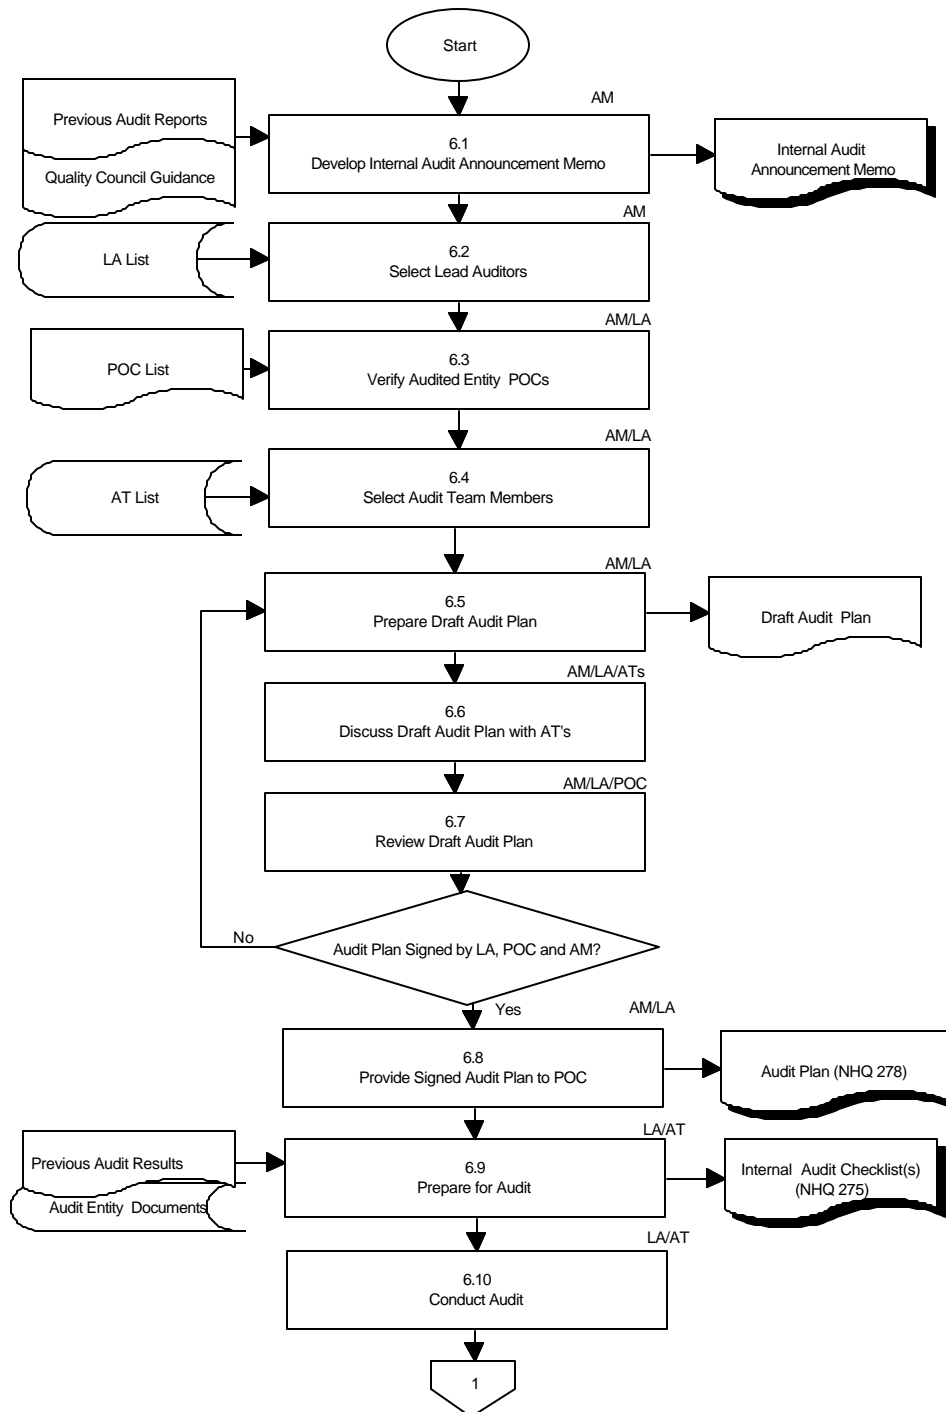 Start
AM
Previous Audit Reports
Quality Council Guidance
6.1
Develop Internal Audit Announcement Memo
Internal Audit
Announcement Memo
AM
LA List
6.2
Select Lead Auditors
AM/LA
POC List
6.3
Verify Audited Entity POCs
AM/LA
AT List
6.4
Select Audit Team Members
AM/LA
6.5
Prepare Draft Audit Plan
Draft Audit Plan
AM/LA/ATs
6.6
Discuss Draft Audit Plan with AT's
AM/LA/POC
6.7
Review Draft Audit Plan
No
Audit Plan Signed by LA, POC and AM?
Yes
AM/LA
6.8
Provide Signed Audit Plan to POC
Audit Plan (NHQ 278)
LA/AT
Previous Audit Results
Audit Entity Documents
6.9
Prepare for Audit
Internal Audit Checklist(s)
(NHQ 275)
LA/AT
6.10
Conduct Audit
1